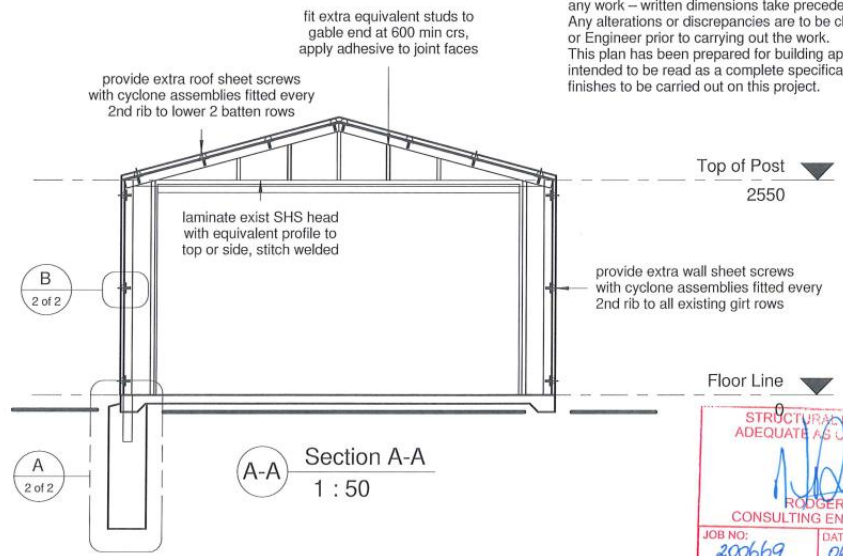 any work – written dimensions take
Any alterations or discrepancies are to be
or Engineer prior to carrying out the work.
This plan has been prepared for building
intended to be read as a complete
finishes to be carried out on this project.
fit extra equivalent studs to
gable end at 600 min crs,
apply adhesive to joint faces
provide extra roof sheet screws
with cyclone assemblies fitted every
2nd rib to lower 2 batten rows
Top of Post
2550
laminate exist SHS head
with equivalent profile to
top or side, stitch welded
B
2 of 2
provide extra wall sheet screws
with cyclone assemblies fitted every
2nd rib to all existing girt rows
Floor Line
0
A
2 of 2
A-A
Section A-A
1 : 50
STRUCTURAL
ADEQUATE AS
CONSULTING
JOB NO:
200669